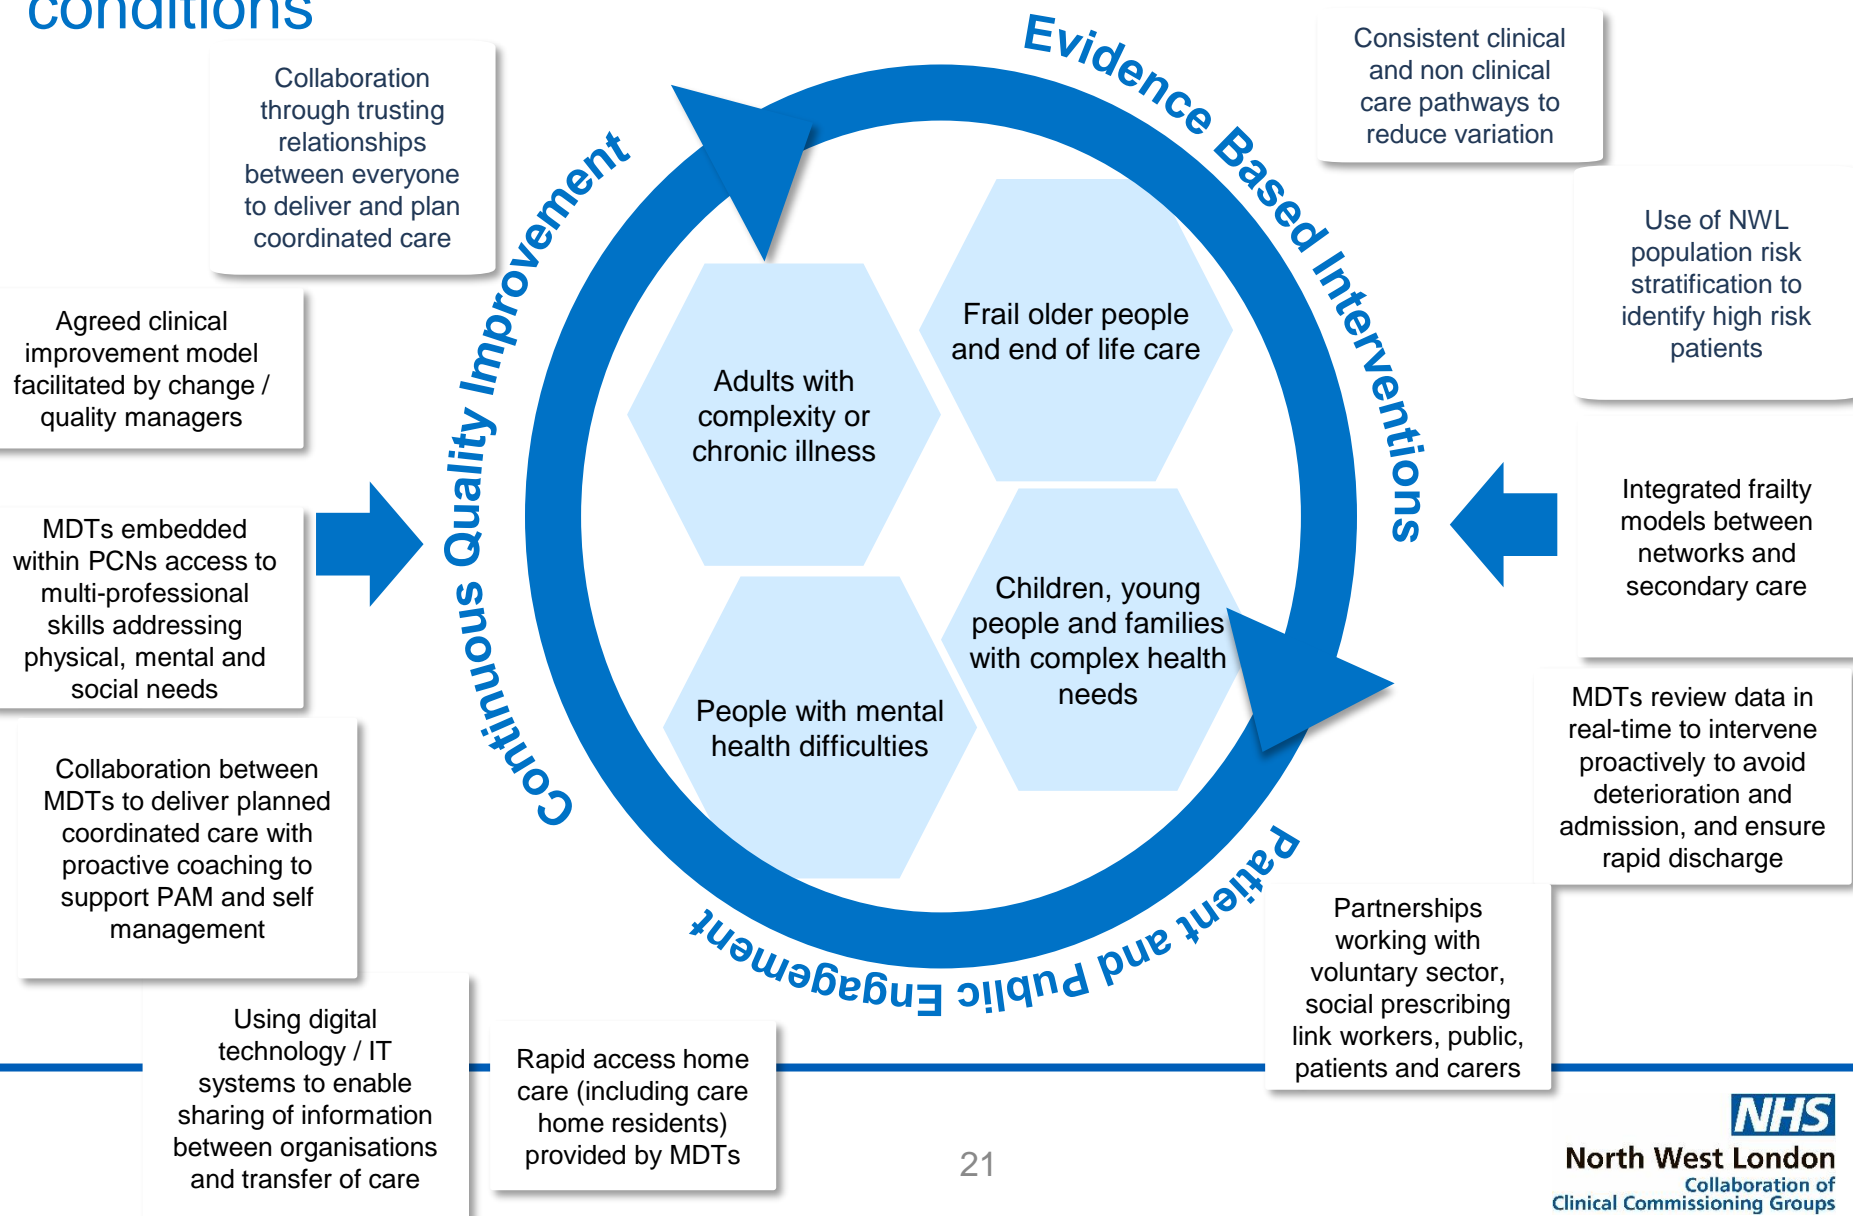 conditions
Collaboration
through trusting
relationships
between everyone
to deliver and plan
coordinated care
Agreed clinical
improvement model
facilitated by change /
quality managers
MDTs embedded
within PCNs access to
multi-professional
skills addressing
physical, mental and
social needs
Collaboration between
MDTs to deliver planned
coordinated care with
proactive coaching to
support PAM and self
management
Using digital
technology / IT
systems to enable
sharing of information
between organisations
and transfer of care
Rapid access home
care (including care
home residents)
provided by MDTs
Continuous Quality Improvement
Evidence Based Interventions
Patient and Public Engagement
Adults with
complexity or
chronic illness
Frail older people
and end of life care
People with mental
health difficulties
Children, young
people and families
with complex health
needs
Consistent clinical
and non clinical
care pathways to
reduce variation
Use of NWL
population risk
stratification to
identify high risk
patients
Integrated frailty
models between
networks and
secondary care
MDTs review data in
real-time to intervene
proactively to avoid
deterioration and
admission, and ensure
rapid discharge
Partnerships
working with
voluntary sector,
social prescribing
link workers, public,
patients and carers
21
NHS
North West London
Collaboration of
Clinical Commissioning Groups